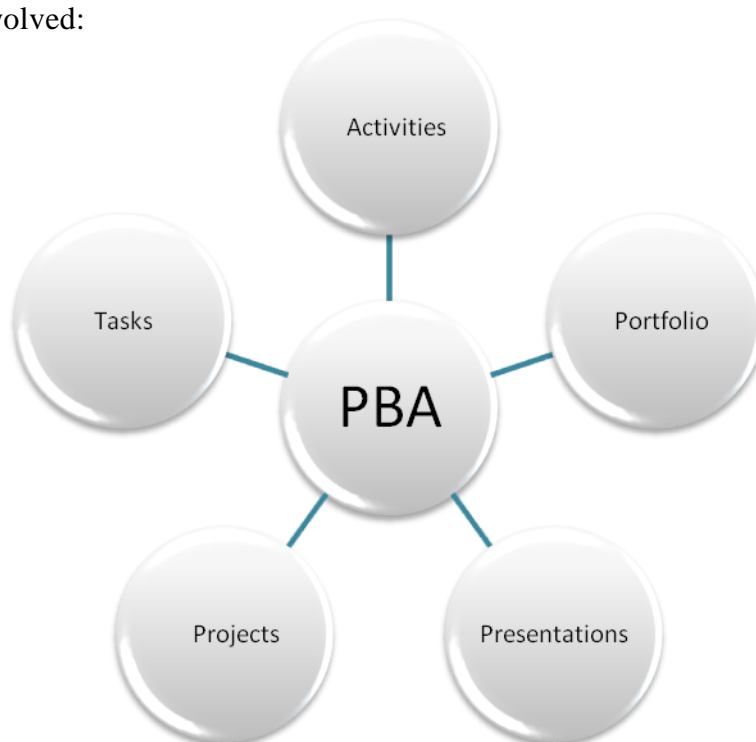 volved:
Activities
Tasks
Portfolio
PBA
Projects
Presentations